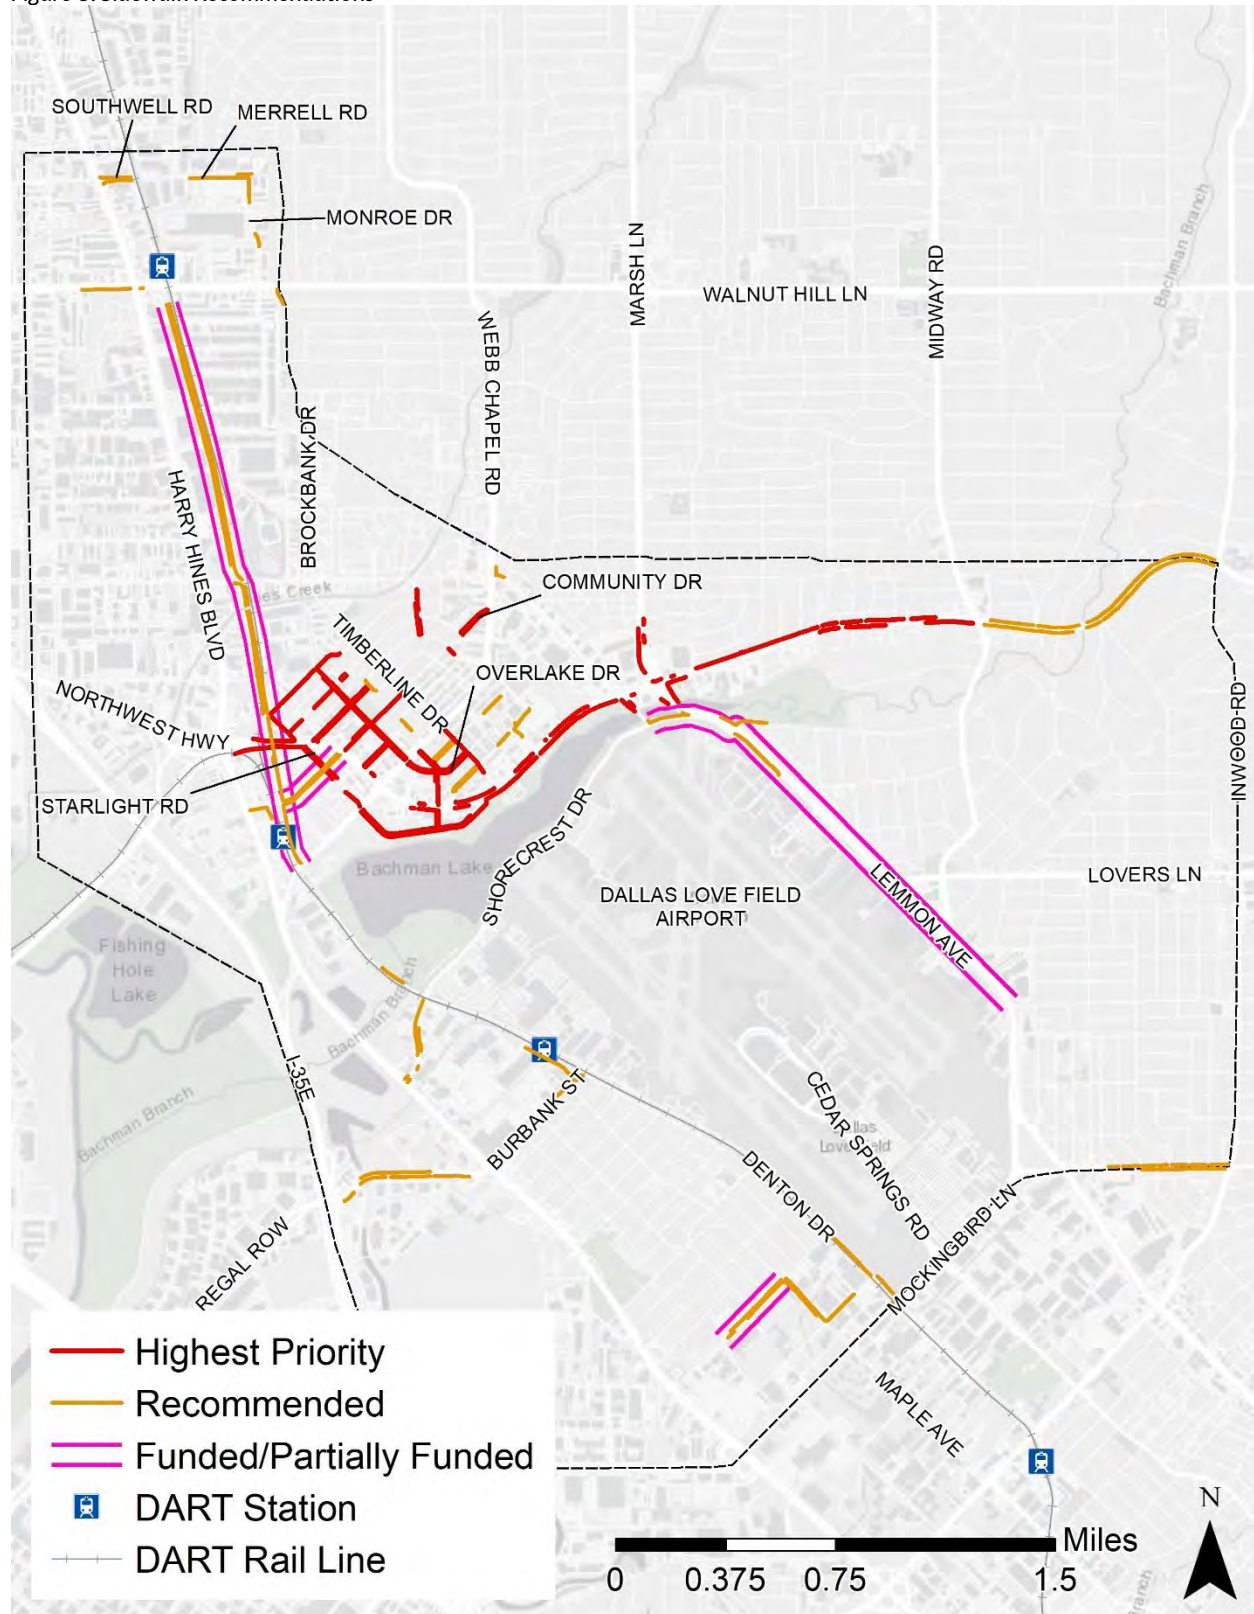 SOUTHWELL RD
MERRELL RD
MONROE DR
Bachman Branch
MARSH LN
MIDWAY RD
WALNUT HILL LN
WEBB CHAPEL RD
BROCKBANK DR
HARRY HINES BLVD
Creek
COMMUNITY DR
TIMBERLINE DR
OVERLAKE DR
NORTHWEST HWY
INWOOD RD
STARLIGHT RD
SHORECREST DR
Bachman Lake
LEMMON AVE
LOVERS LN
DALLAS LOVE FIELD
AIRPORT
Fishing
Hole
Lake
Bachman Branch
I-35E
Bachman Branch
BURBANK ST
CEDAR SPRINGS RD
DENTON DR
MOCKINGBIRD LN
REGAL ROW
MAPLE AVE
Highest Priority
Recommended
Funded/Partially Funded
DART Station
DART Rail Line
N
Miles
0 0.375 0.75 1.5